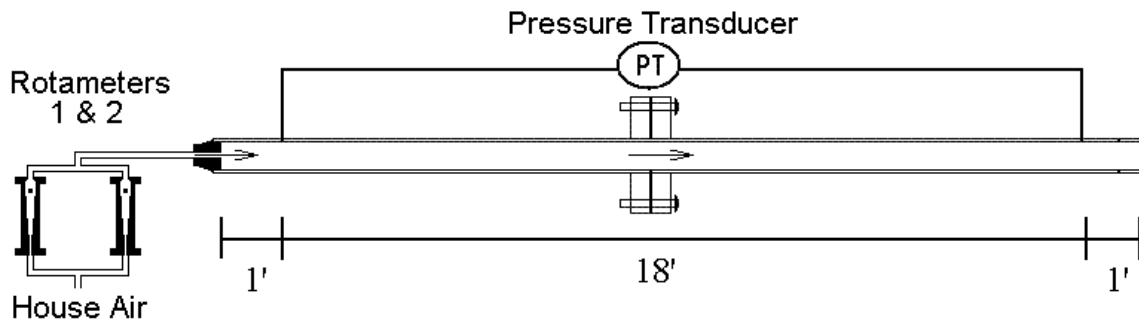 Pressure Transducer
PT
Rotameters
1 & 2
1'
18'
1'
House Air